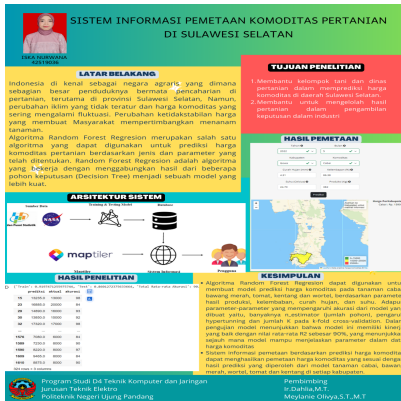 SISTEM INFORMASI PEMETAAN KOMODITAS PERTANIAN
DI SULAWESI SELATAN
ISKA NURWANA
42519036
LATAR BELAKANG
Indonesia di kenal sebagai negara agraris yang dimana
sebagian besar penduduknya bermata pencaharian di
pertanian, terutama di provinsi Sulawesi Selatan, Namun,
perubahan iklim yang tidak teratur dan harga komoditas yang
sering mengalami fluktuasi. Perubahan ketidakstabilan harga
yang membuat Masyarakat mempertimbangkan menanam
tanaman.
Algoritma Random Forest Regresion merupakan salah satu
algoritma yang dapat digunakan untuk prediksi harga
komoditas pertanian berdasarkan jenis dan parameter yang
telah ditentukan. Random Forest Regresion adalah algoritma
yang bekerja dengan menggabungkan hasil dari beberapa
pohon keputusan (Decision Tree) menjadi sebuah model yang
lebih kuat.
TUJUAN PENELITIAN
1.Membantu kelompok tani dan dinas
pertanian dalam memprediksi harga
komoditas di daerah Sulawesi Selatan.
2.Membantu untuk mengelolah hasil
pertanian dalam pengambilan
keputusan dalam industri
HASIL PEMETAAN
ARSITEKTUR SISTEM
NASA
maptiler
Maptiler
Sistem Informasi
Pengguna
HASIL PENELITIAN
KESIMPULAN
Algoritma Random Forest Regression dapat digunakan untuk
membuat model prediksi harga komoditas pada tanaman cabai
bawang merah, tomat, kentang dan wortel, berdasarkan parameter
hasil produksi, kelembaban, curah hujan, dan suhu. Adapun
parameter-parameter yang mempengaruhi akurasi dari model yang
dibuat yaitu, banyaknya n_estimator (jumlah pohon), pengaruh
hypertunning dan jumlah K pada K-fold cross-validation. Dalam
pengujian model menunjukkan bahwa model ini memiliki kinerja
yang baik dengan nilai rata-rata R2 sebesar 90%, yang menunjukkan
sejauh mana model mampu menjelaskan parameter dalam data
harga komoditas
Sistem informasi pemetaan berdasarkan prediksi harga komoditas
dapat menghasilkan pemetaan harga komoditas yang sesuai dengan
hasil prediksi yang diperoleh dari model tanaman cabai, bawang
merah, wortel, tomat dan kentang di setiap kabupaten.
Program Studi D4 Teknik Komputer dan Jaringan
Jurusan Teknik Elektro
Politeknik Negeri Ujung Pandang
Pembimbing
Ir.Dahlia,M.T.
Meylanie Olivya,S.T.,M.T